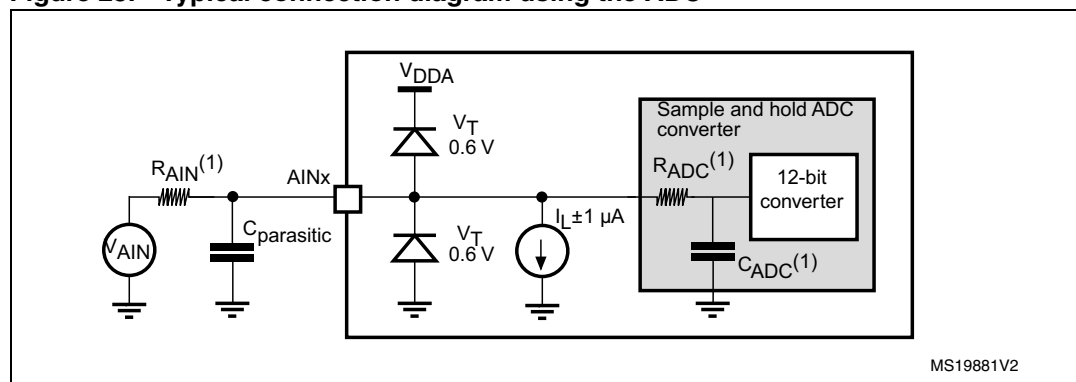 Figure Typical connection diagram using the ADC
VDDA
Sample and hold ADC
converter
VT
0.6 V
RAIN(1)
AINx
RADC(1)
12-bit
converter
Cparasitic
VT
0.6 V
IL±1 µA
VAIN
CADC(1)
MS19881V2